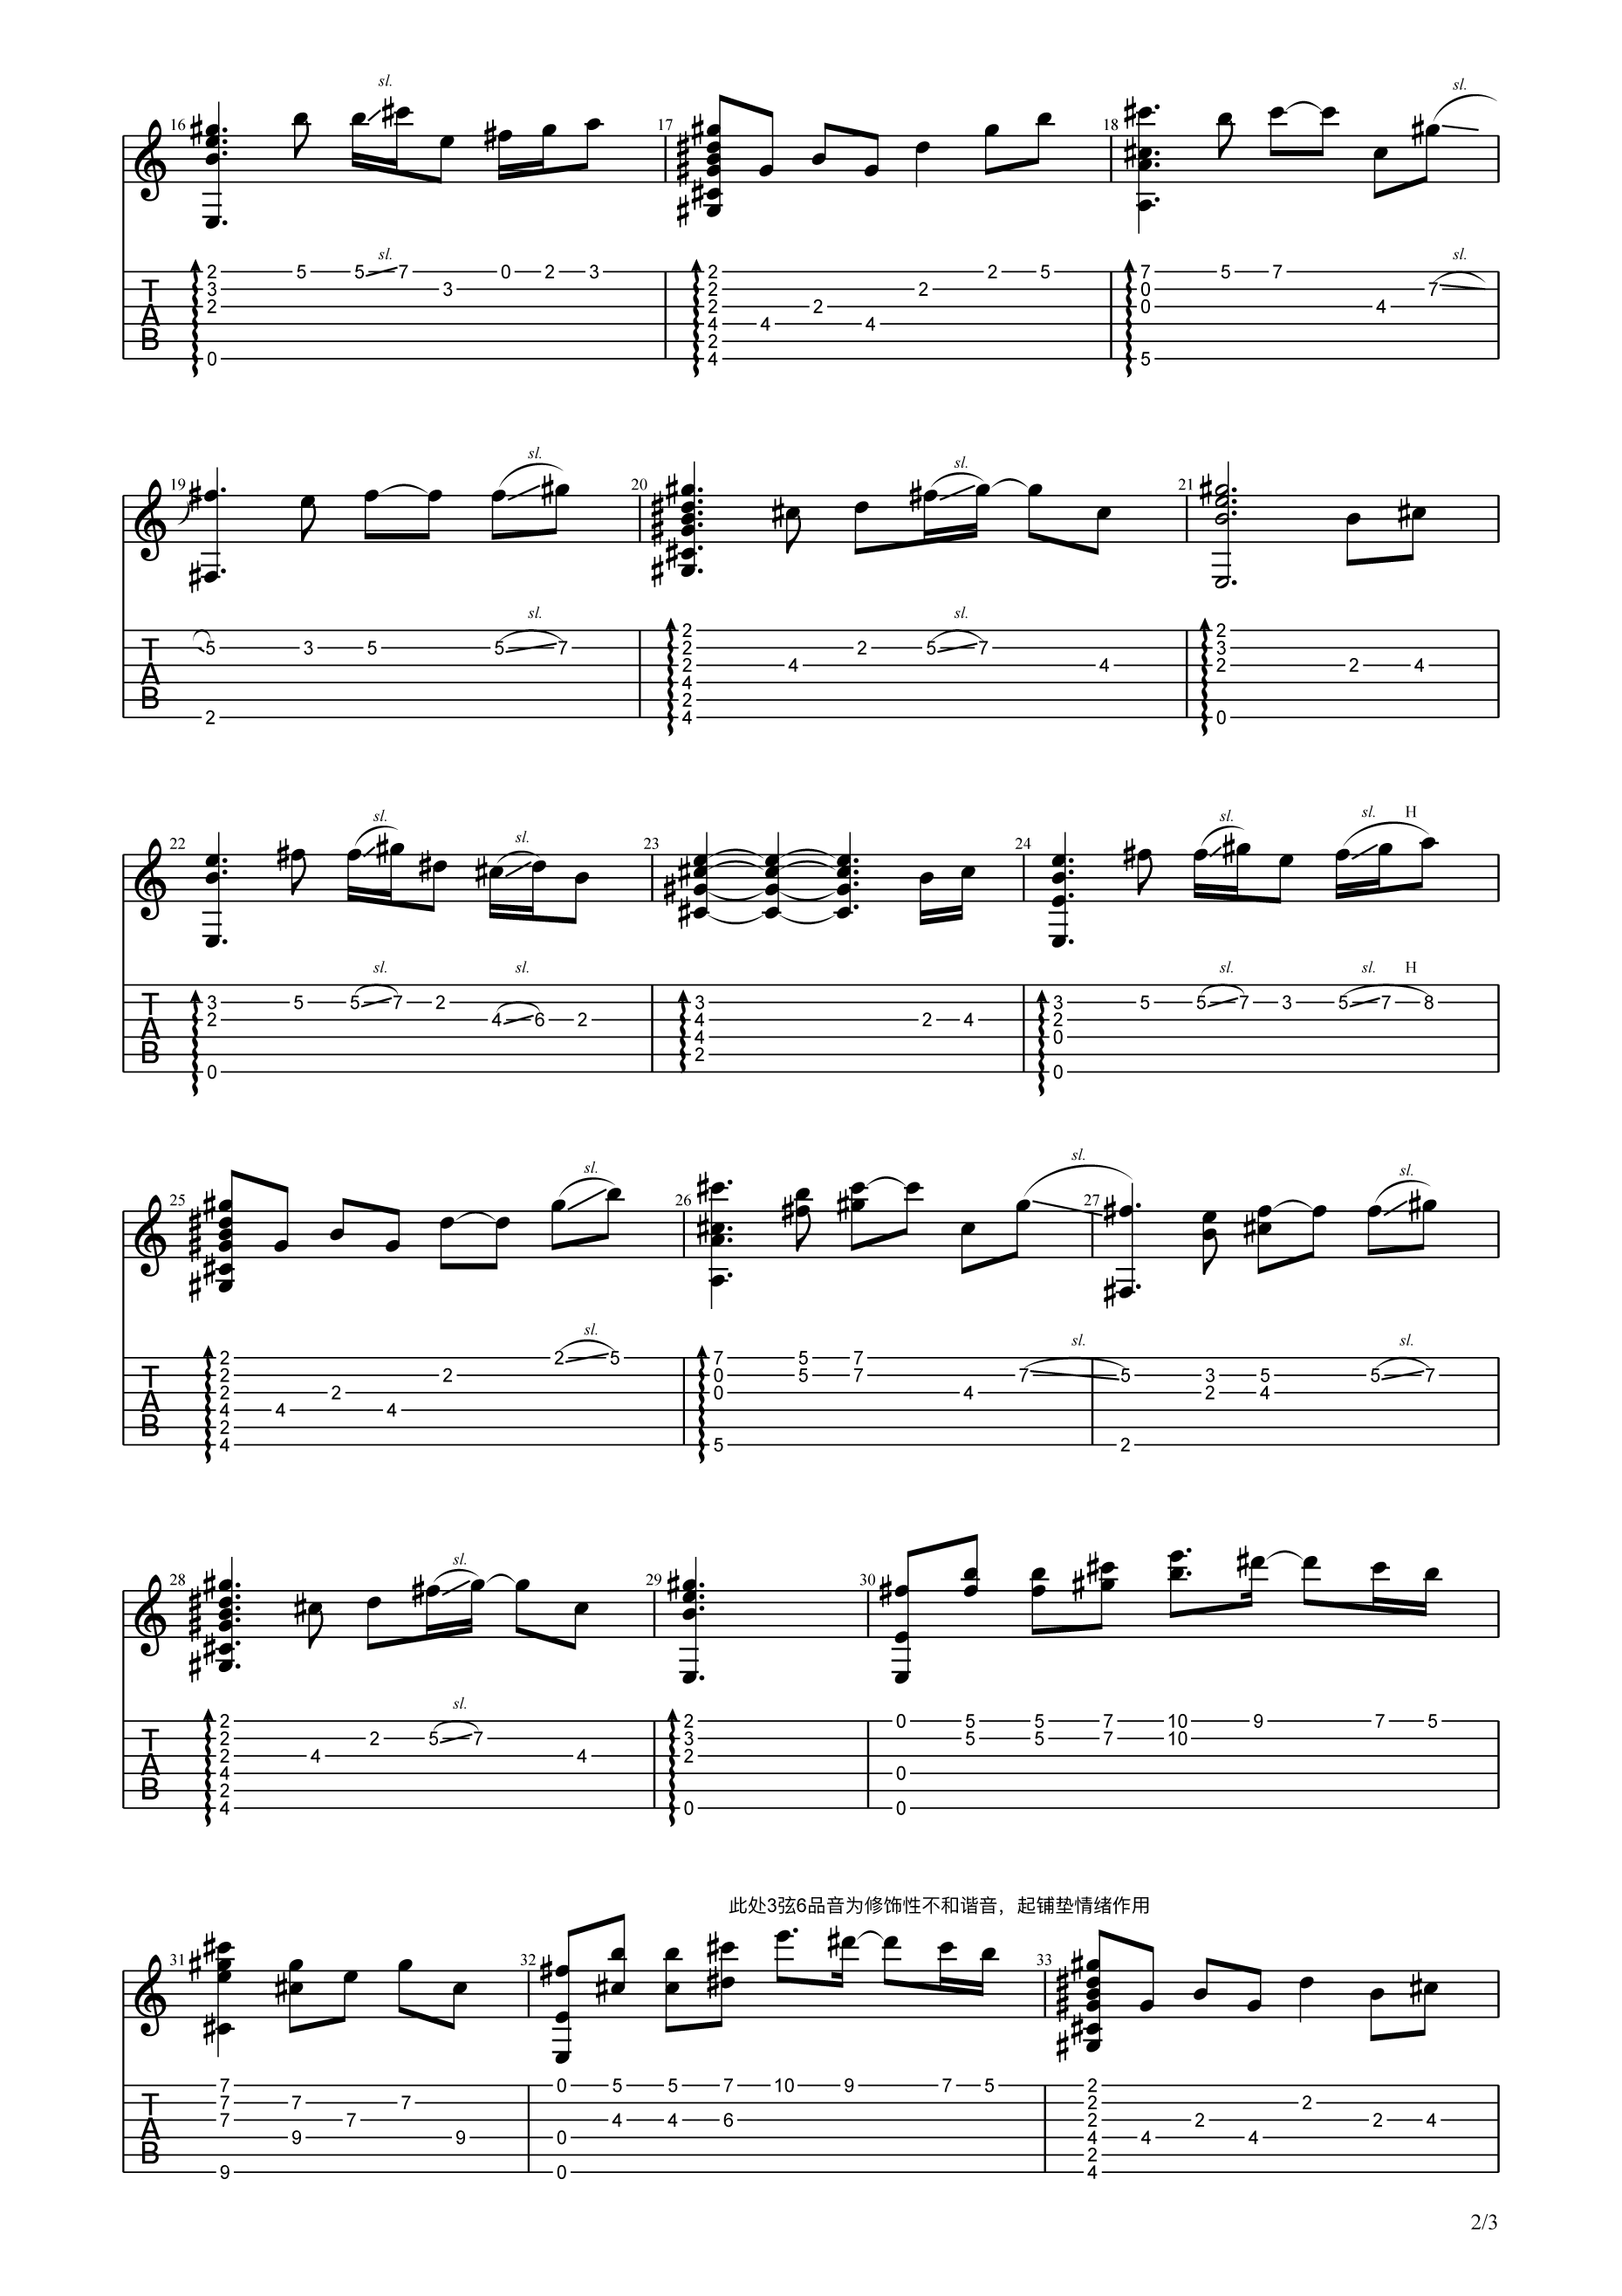 sl.
16 17 18 sl.
sl. sl.
T 2 5 5 7 0 2 3 2 2 5 7 5 7
A 3 3 2 2 0 7
B 2 2 2 0 4
4 4 4
2
0 4 5
sl. sl.
19 20 21
sl. sl.
T 2 2
A 5 3 5 5 7 2 2 5 7 3
B 2 4 4 2 2 4
4
2
2 4 0
sl. sl. sl. sl. H
22 23 24
sl. sl. sl. sl. H
T 3 5 5 7 2 3 3 5 5 7 3 5 7 8
A 2 4 6 2 4 2 4 2
B 4 0
2
0 0
sl. sl. sl.
25 26 27
sl. sl. sl.
T 2 2 5 7 5 7
A 2 2 0 5 7 7 5 3 5 5 7
B 2 2 0 4 2 4
4 4 4
2
4 5 2
sl.
28 29 30
sl.
T 2 2 0 5 5 7 10 9 7 5
A 2 2 5 7 3 5 5 7 10
B 2 4 4 2
4 0
2
4 0 0
此处3弦6品音为修饰性不和谐音，起铺垫情绪作用
31 32 33
T 7 0 5 5 7 10 9 7 5 2
A 7 7 7 2 2
B 7 7 4 4 6 2 2 2 4
9 9 0 4 4 4
2
9 0 4
2/3